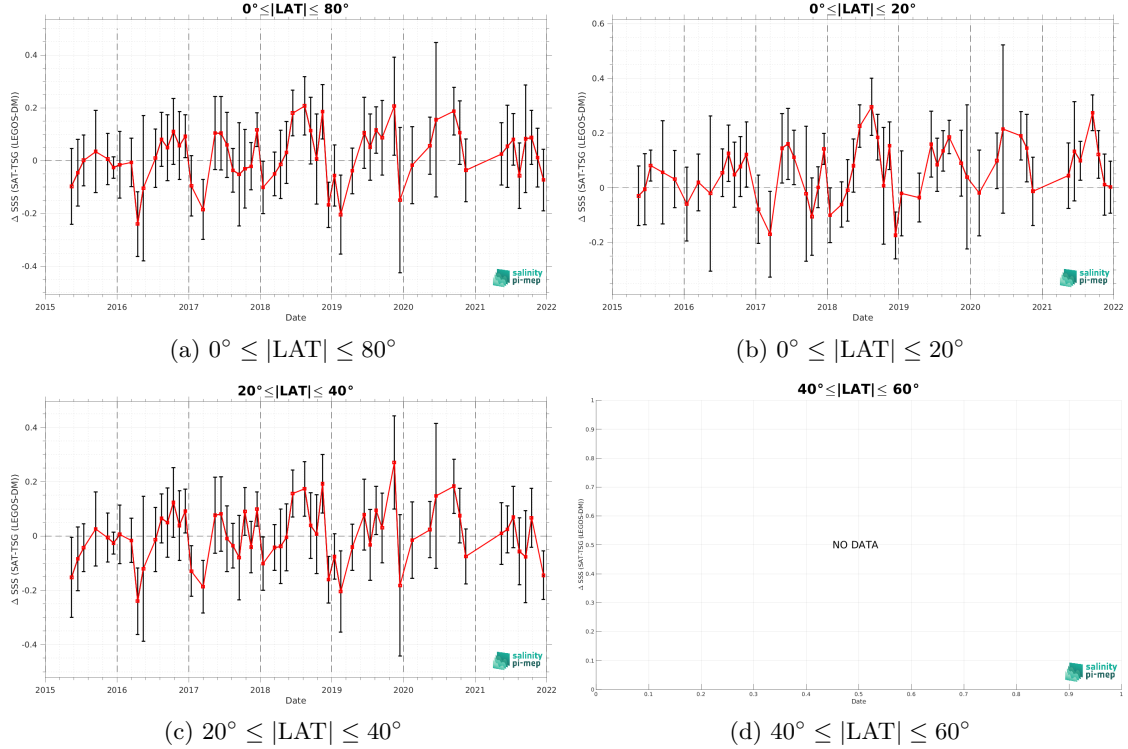 0°≤|LAT|≤ 80°
Δ SSS (SAT-TSG (LEGOS-DM))
0.4
0.2
0
-0.2
-0.4
2015 2016 2017 2018 2019 2020 2021 2022
Date
salinity
pi-mep
(a) 0° ≤ |LAT| ≤ 80°
0°≤|LAT|≤ 20°
Δ SSS (SAT-TSG (LEGOS-DM))
0.6
0.4
0.2
0
-0.2
2015 2016 2017 2018 2019 2020 2021 2022
Date
salinity
pi-mep
(b) 0° ≤ |LAT| ≤ 20°
20°≤|LAT|≤ 40°
Δ SSS (SAT-TSG (LEGOS-DM))
0.4
0.2
0
-0.2
-0.4
2015 2016 2017 2018 2019 2020 2021 2022
Date
salinity
pi-mep
(c) 20° ≤ |LAT| ≤ 40°
40°≤|LAT|≤ 60°
Δ SSS (SAT-TSG (LEGOS-DM))
1
0.9
0.8
0.7
0.6
0.5
0.4
0.3
0.2
0.1
0
NO DATA
0 0.1 0.2 0.3 0.4 0.5 0.6 0.7 0.8 0.9 1
Date
salinity
pi-mep
(d) 40° ≤ |LAT| ≤ 60°